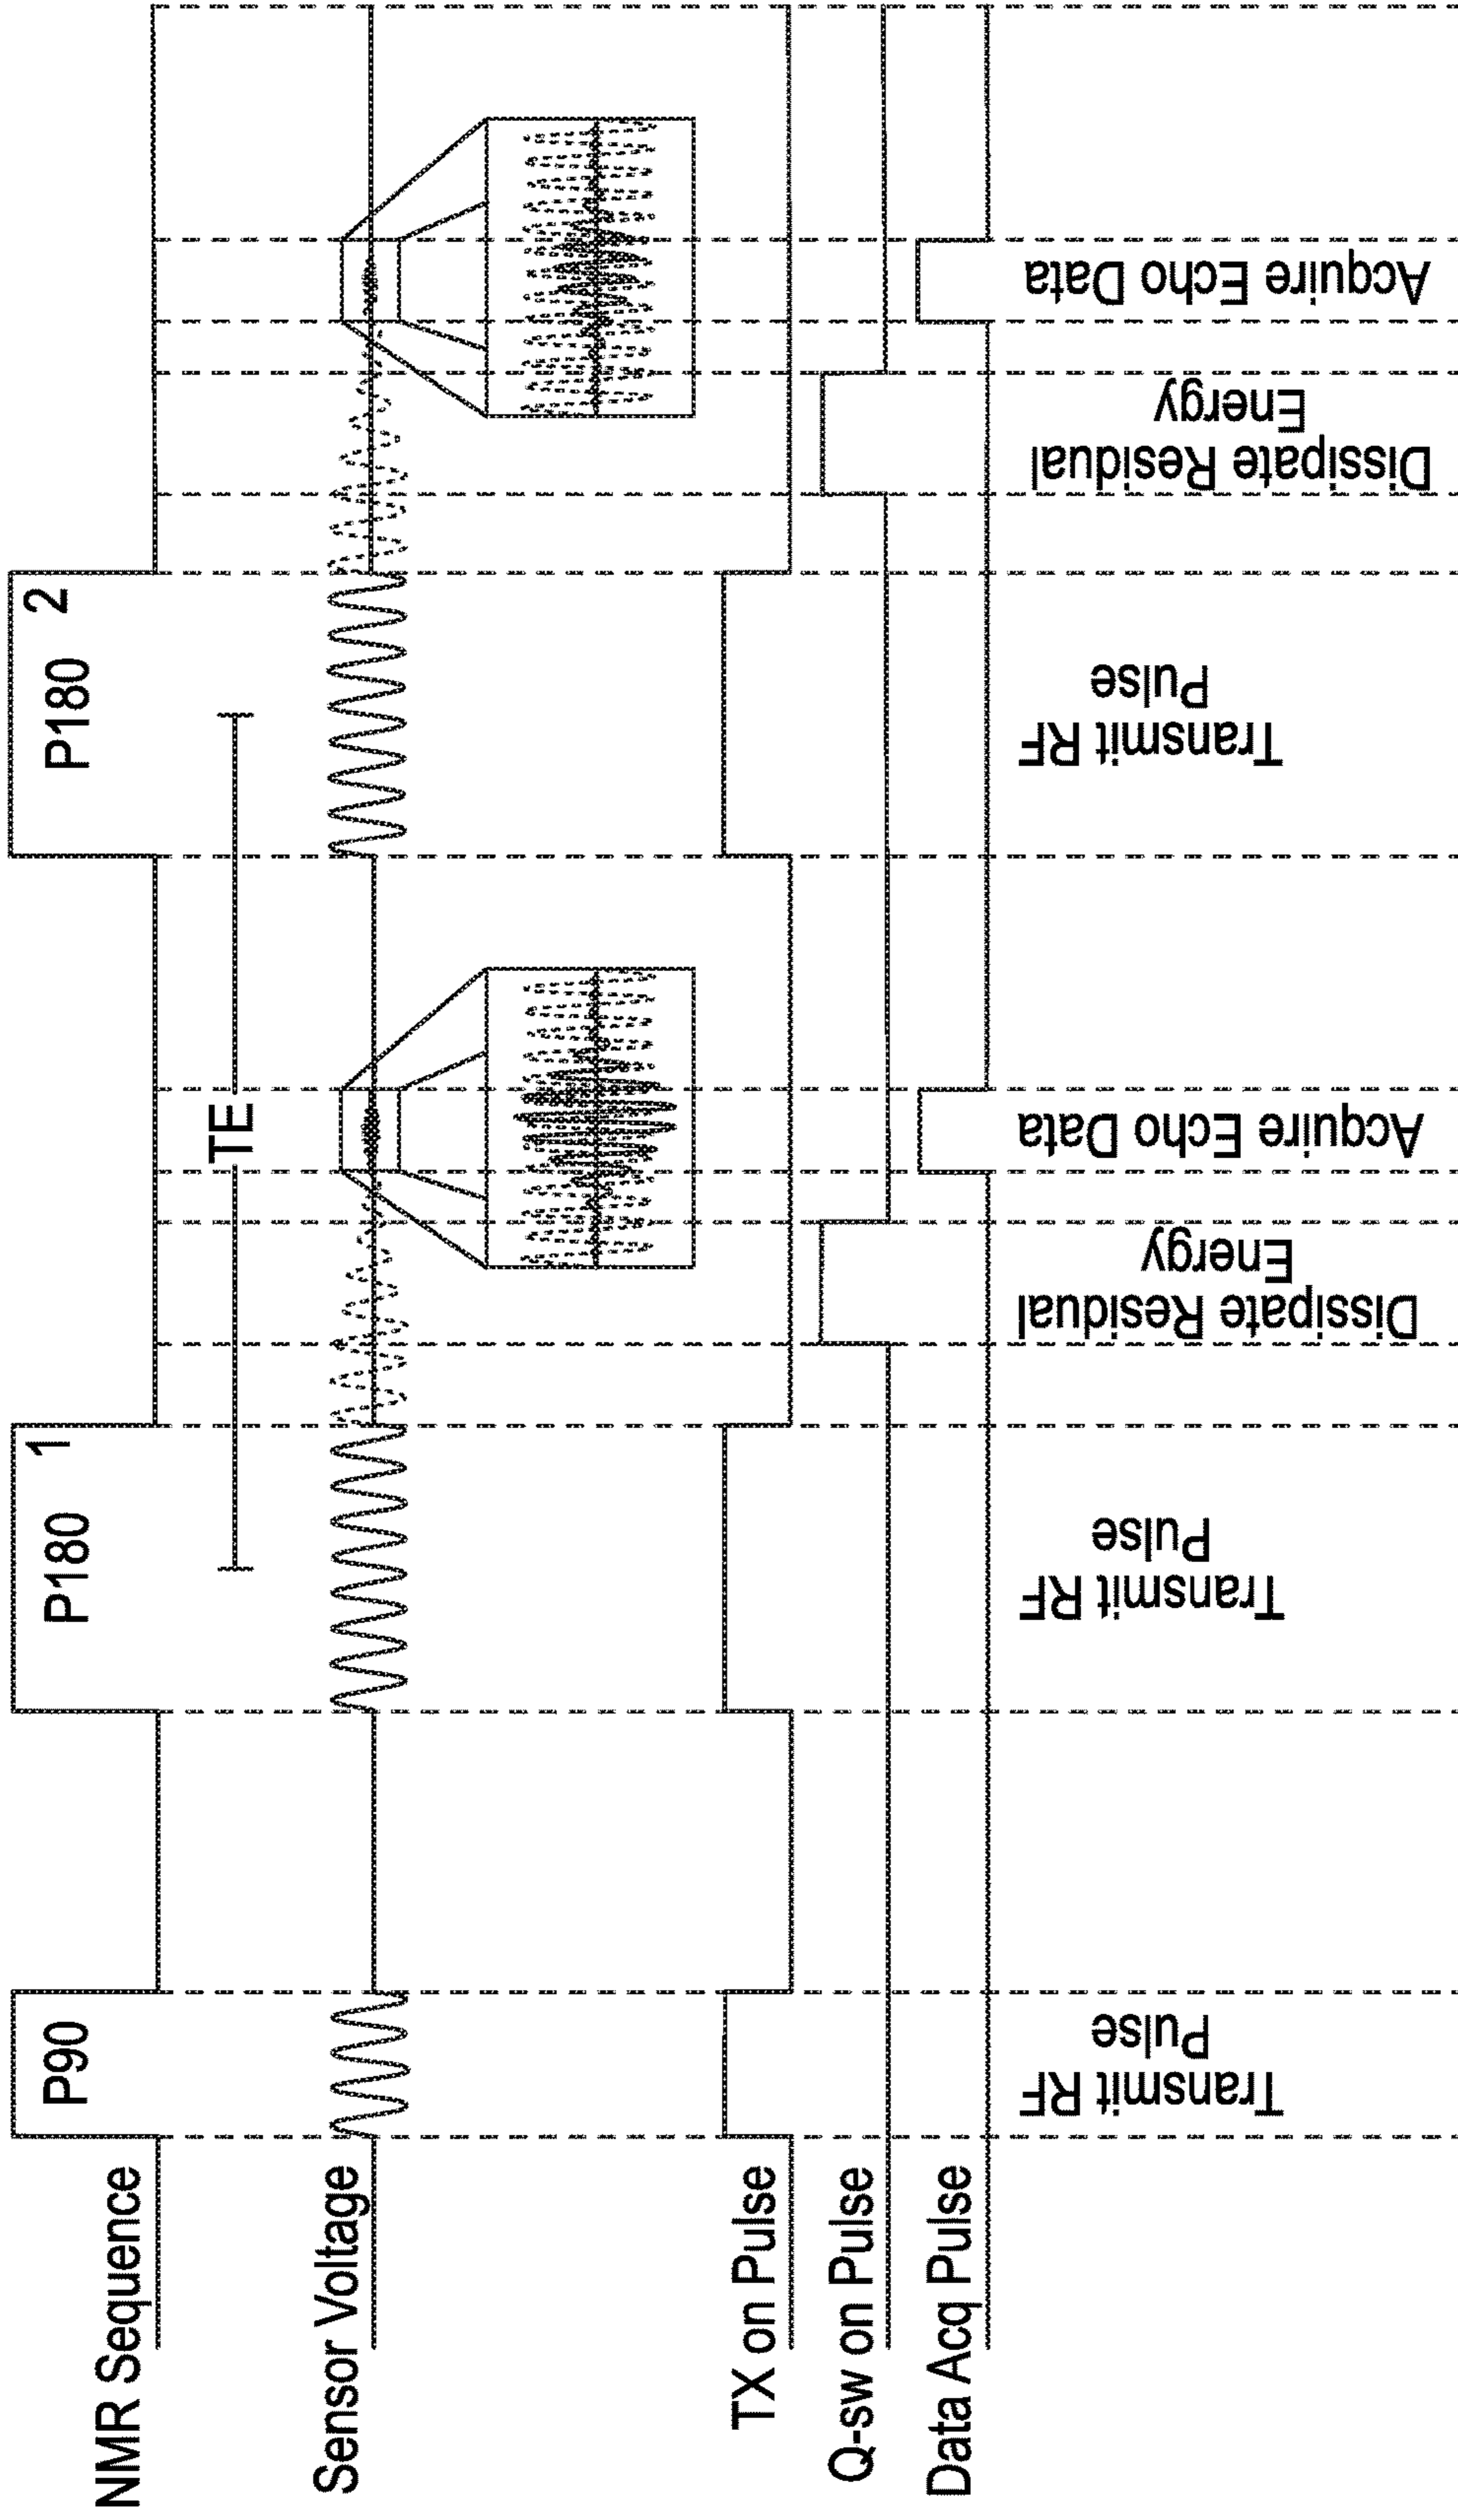 NMR Sequence
P90
P180
1
P180
2
TE
Sensor Voltage
TX on Pulse
Q-sw on Pulse
Data Acq Pulse
Transmit RF
Pulse
Transmit RF
Pulse
Dissipate Residual
Energy
Acquire Echo Data
Transmit RF
Pulse
Dissipate Residual
Energy
Acquire Echo Data